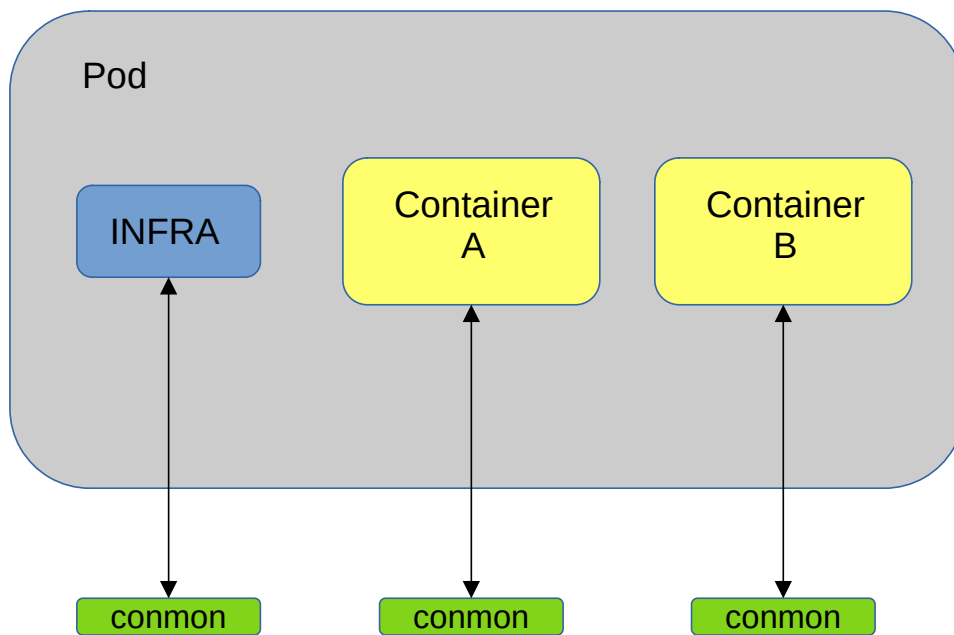 Pod
INFRA
Container
A
Container
B
conmon
conmon
conmon